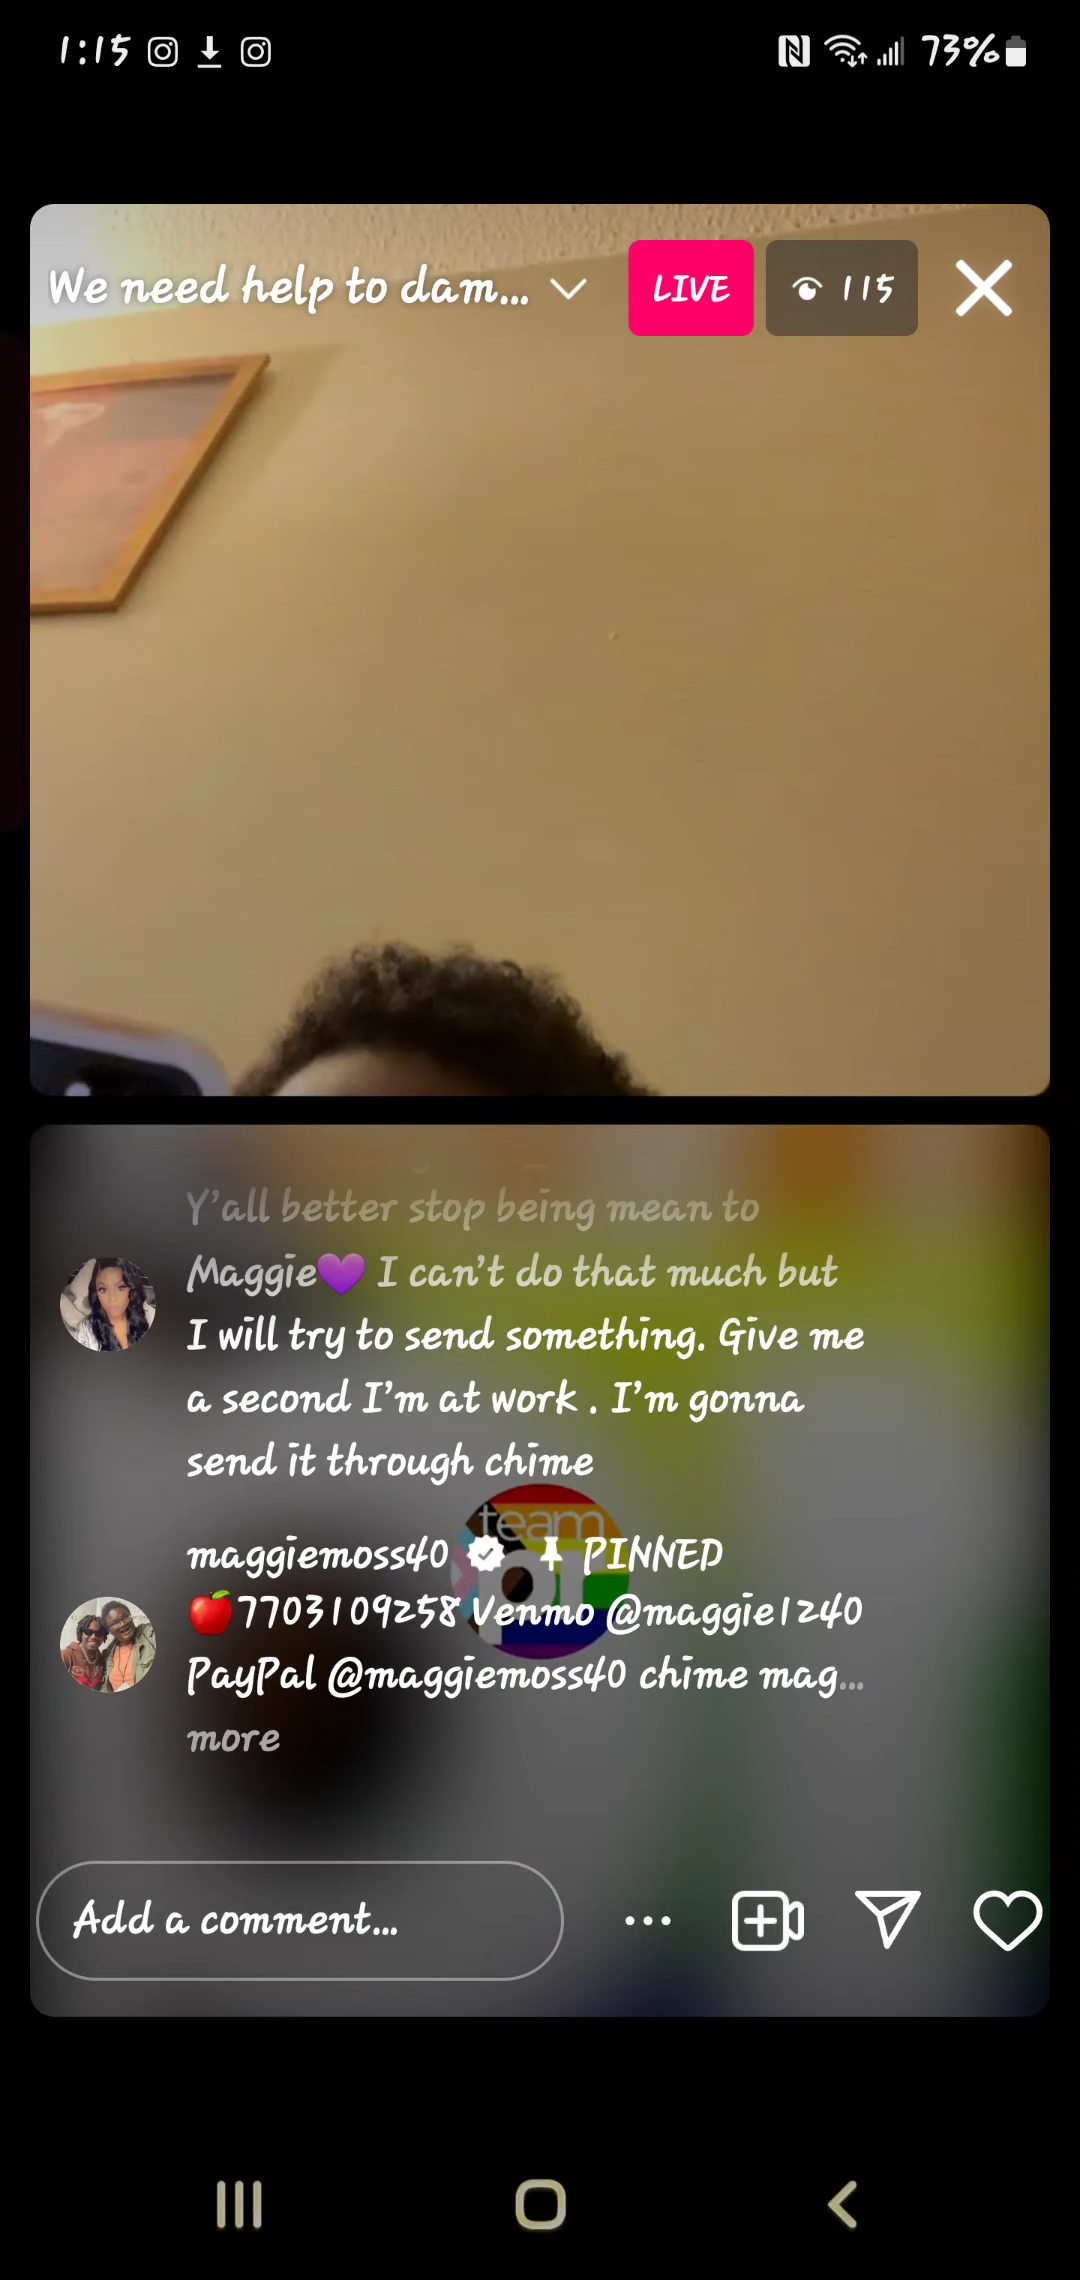 1:15
73%
We need help to dam...
LIVE
115
Y'all better stop being mean to
Maggie💜 I can't do that much but
I will try to send something. Give me
a second I'm at work . I'm gonna
send it through chime
team
maggiemoss40 PINNED
🍎7703109258 Venmo @maggie1240
PayPal @maggiemoss40 chime mag...
more
Add a comment...